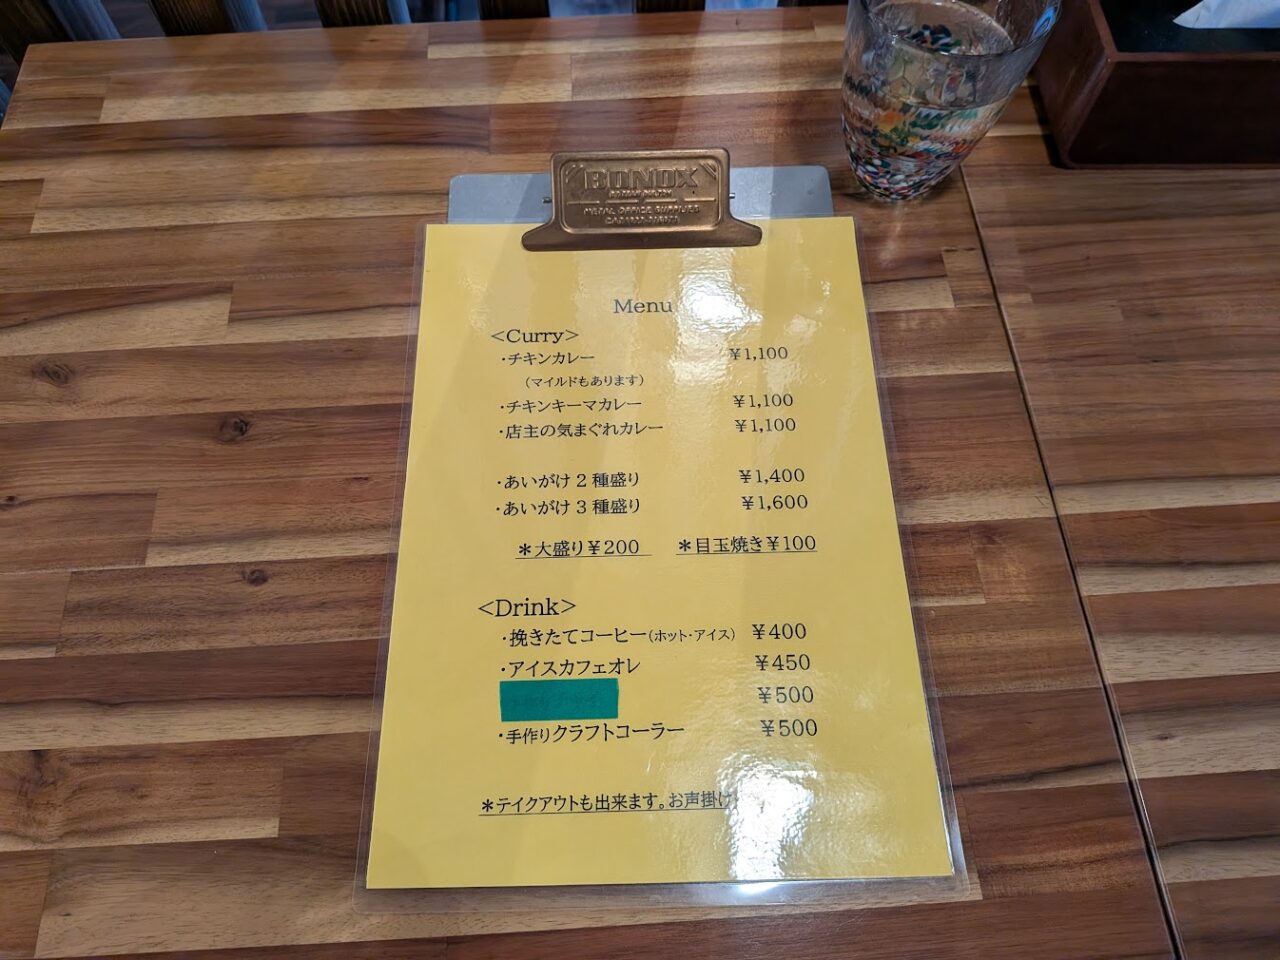 BONOX
METAL OFFICE SUPPLIES
Menu
<Curry>
・チキンカレー ¥1,100
（マイルドもあります）
・チキンキーマカレー ¥1,100
・店主の気まぐれカレー ¥1,100
・あいがけ2種盛り ¥1,400
・あいがけ3種盛り ¥1,600
＊大盛り¥200 ＊目玉焼き¥100
<Drink>
・挽きたてコーヒー（ホット・アイス） ¥400
・アイスカフェオレ ¥450
¥500
・手作りクラフトコーラー ¥500
＊テイクアウトも出来ます。お声掛け